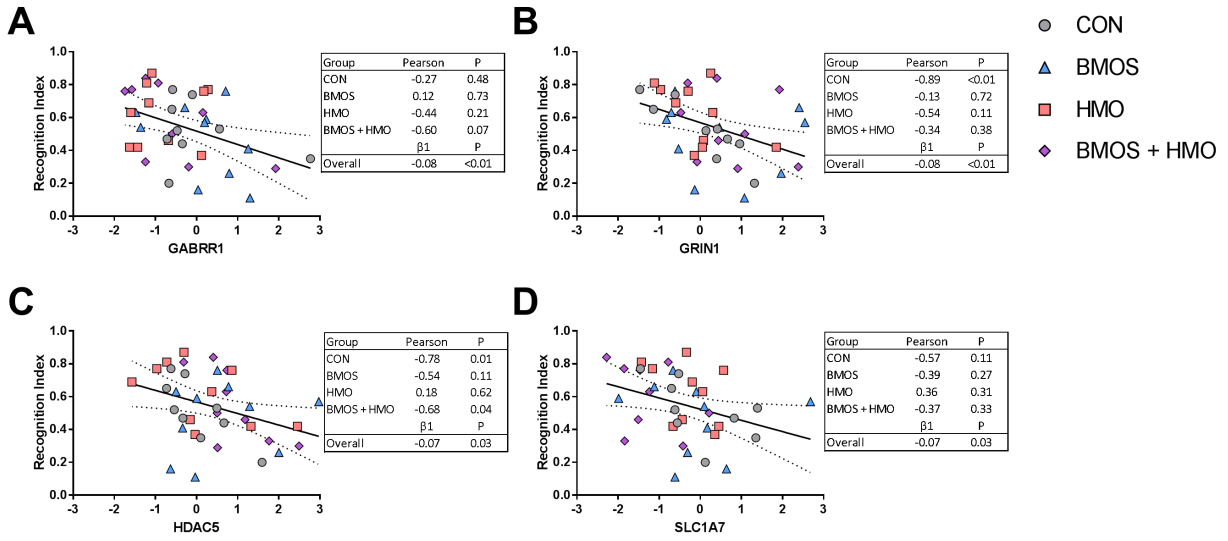 A
B
CON
BMOS
HMO
BMOS + HMO
Recognition Index
1.0
0.8
0.6
0.4
0.2
0.0
-3 -2 -1 0 1 2 3
GABRR1
Group Pearson P
CON -0.27 0.48
BMOS 0.12 0.73
HMO -0.44 0.21
BMOS + HMO -0.60 0.07
β1 P
Overall -0.08 <0.01
Recognition Index
1.0
0.8
0.6
0.4
0.2
0.0
-3 -2 -1 0 1 2 3
GRIN1
Group Pearson P
CON -0.89 <0.01
BMOS -0.13 0.72
HMO -0.54 0.11
BMOS + HMO -0.34 0.38
β1 P
Overall -0.08 <0.01
C
D
Recognition Index
1.0
0.8
0.6
0.4
0.2
0.0
-3 -2 -1 0 1 2 3
HDAC5
Group Pearson P
CON -0.78 0.01
BMOS -0.54 0.11
HMO 0.18 0.62
BMOS + HMO -0.68 0.04
β1 P
Overall -0.07 0.03
Recognition Index
1.0
0.8
0.6
0.4
0.2
0.0
-3 -2 -1 0 1 2 3
SLC1A7
Group Pearson P
CON -0.57 0.11
BMOS -0.39 0.27
HMO 0.36 0.31
BMOS + HMO -0.37 0.33
β1 P
Overall -0.07 0.03